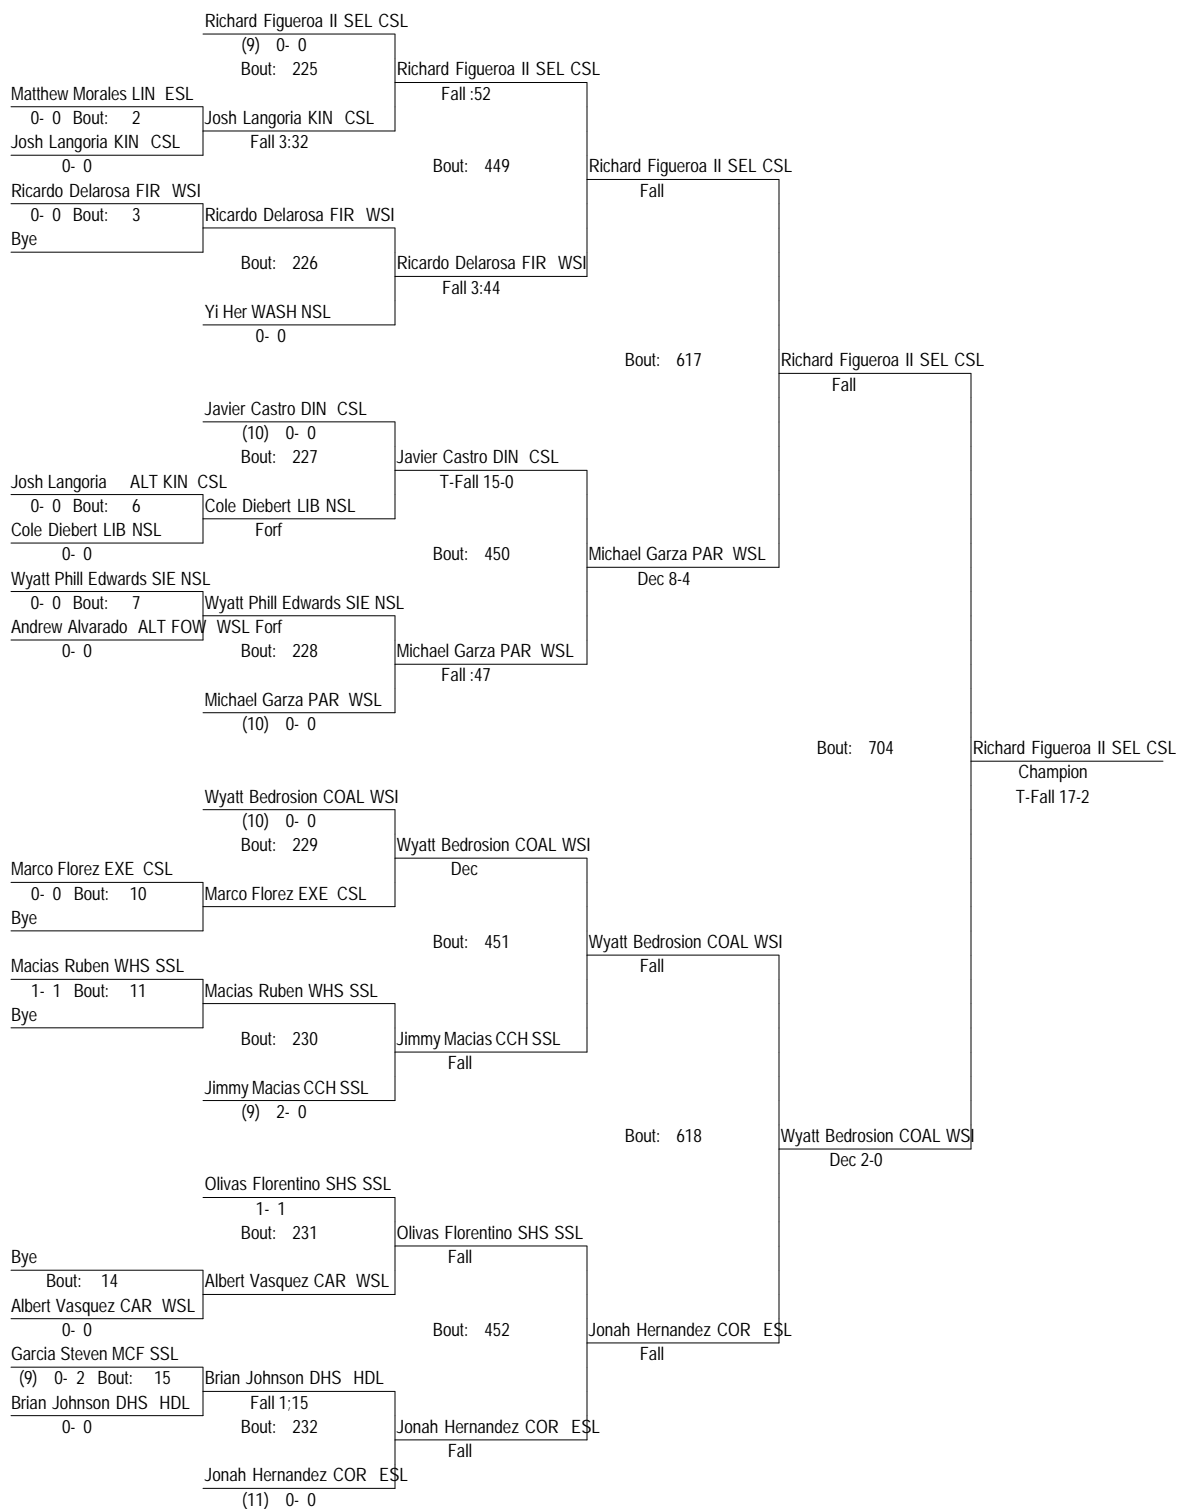 Richard Figueroa II SEL CSL
(9) 0- 0
Bout: 225
Richard Figueroa II SEL CSL
Matthew Morales LIN ESL
Fall :52
0- 0 Bout: 2
Josh Langoria KIN CSL
Josh Langoria KIN CSL
Fall 3:32
0- 0
Bout: 449
Richard Figueroa II SEL CSL
Ricardo Delarosa FIR WSI
Fall
0- 0 Bout: 3
Ricardo Delarosa FIR WSI
Bye
Bout: 226
Ricardo Delarosa FIR WSI
Fall 3:44
Yi Her WASH NSL
0- 0
Bout: 617
Richard Figueroa II SEL CSL
Fall
Javier Castro DIN CSL
(10) 0- 0
Bout: 227
Javier Castro DIN CSL
Josh Langoria ALT KIN CSL
T-Fall 15-0
0- 0 Bout: 6
Cole Diebert LIB NSL
Cole Diebert LIB NSL
Forf
0- 0
Bout: 450
Michael Garza PAR WSL
Wyatt Phill Edwards SIE NSL
Dec 8-4
0- 0 Bout: 7
Wyatt Phill Edwards SIE NSL
Andrew Alvarado ALT FOW WSL Forf
0- 0
Bout: 228
Michael Garza PAR WSL
Fall :47
Michael Garza PAR WSL
(10) 0- 0
Bout: 704
Richard Figueroa II SEL CSL
Champion
T-Fall 17-2
Wyatt Bedrosion COAL WSI
(10) 0- 0
Bout: 229
Wyatt Bedrosion COAL WSI
Marco Florez EXE CSL
Dec
0- 0 Bout: 10
Marco Florez EXE CSL
Bye
Bout: 451
Wyatt Bedrosion COAL WSI
Macias Ruben WHS SSL
Fall
1- 1 Bout: 11
Macias Ruben WHS SSL
Bye
Bout: 230
Jimmy Macias CCH SSL
Fall
Jimmy Macias CCH SSL
(9) 2- 0
Bout: 618
Wyatt Bedrosion COAL WSI
Dec 2-0
Olivas Florentino SHS SSL
1- 1
Bout: 231
Olivas Florentino SHS SSL
Bye
Fall
Bout: 14
Albert Vasquez CAR WSL
Albert Vasquez CAR WSL
0- 0
Bout: 452
Jonah Hernandez COR ESL
Garcia Steven MCF SSL
Fall
(9) 0- 2 Bout: 15
Brian Johnson DHS HDL
Brian Johnson DHS HDL
Fall 1;15
0- 0
Bout: 232
Jonah Hernandez COR ESL
Fall
Jonah Hernandez COR ESL
(11) 0- 0